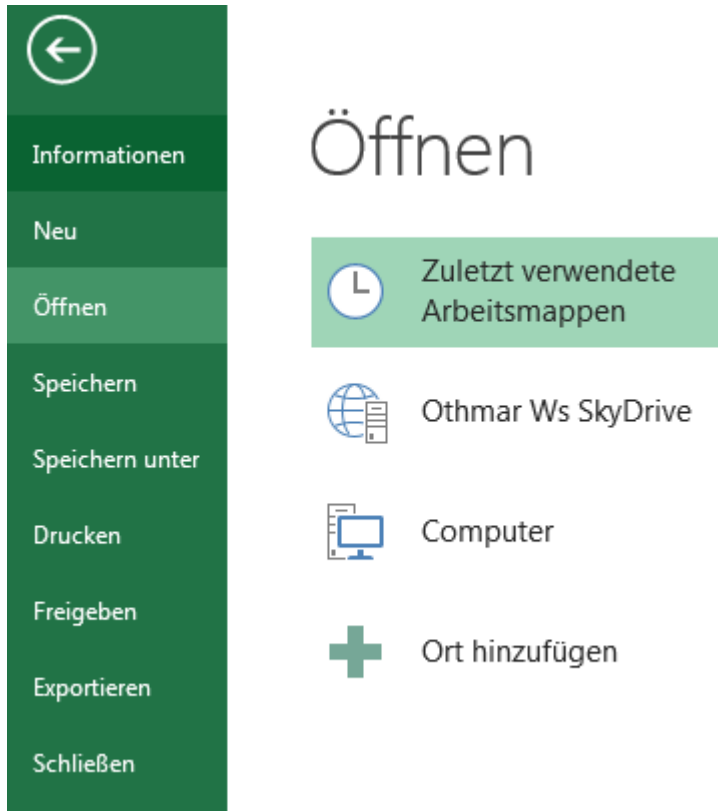 Informationen
Neu
Öffnen
Speichern
Speichern unter
Drucken
Freigeben
Exportieren
Schließen
Öffnen
Zuletzt verwendete
Arbeitsmappen
Othmar Ws SkyDrive
Computer
Ort hinzufügen